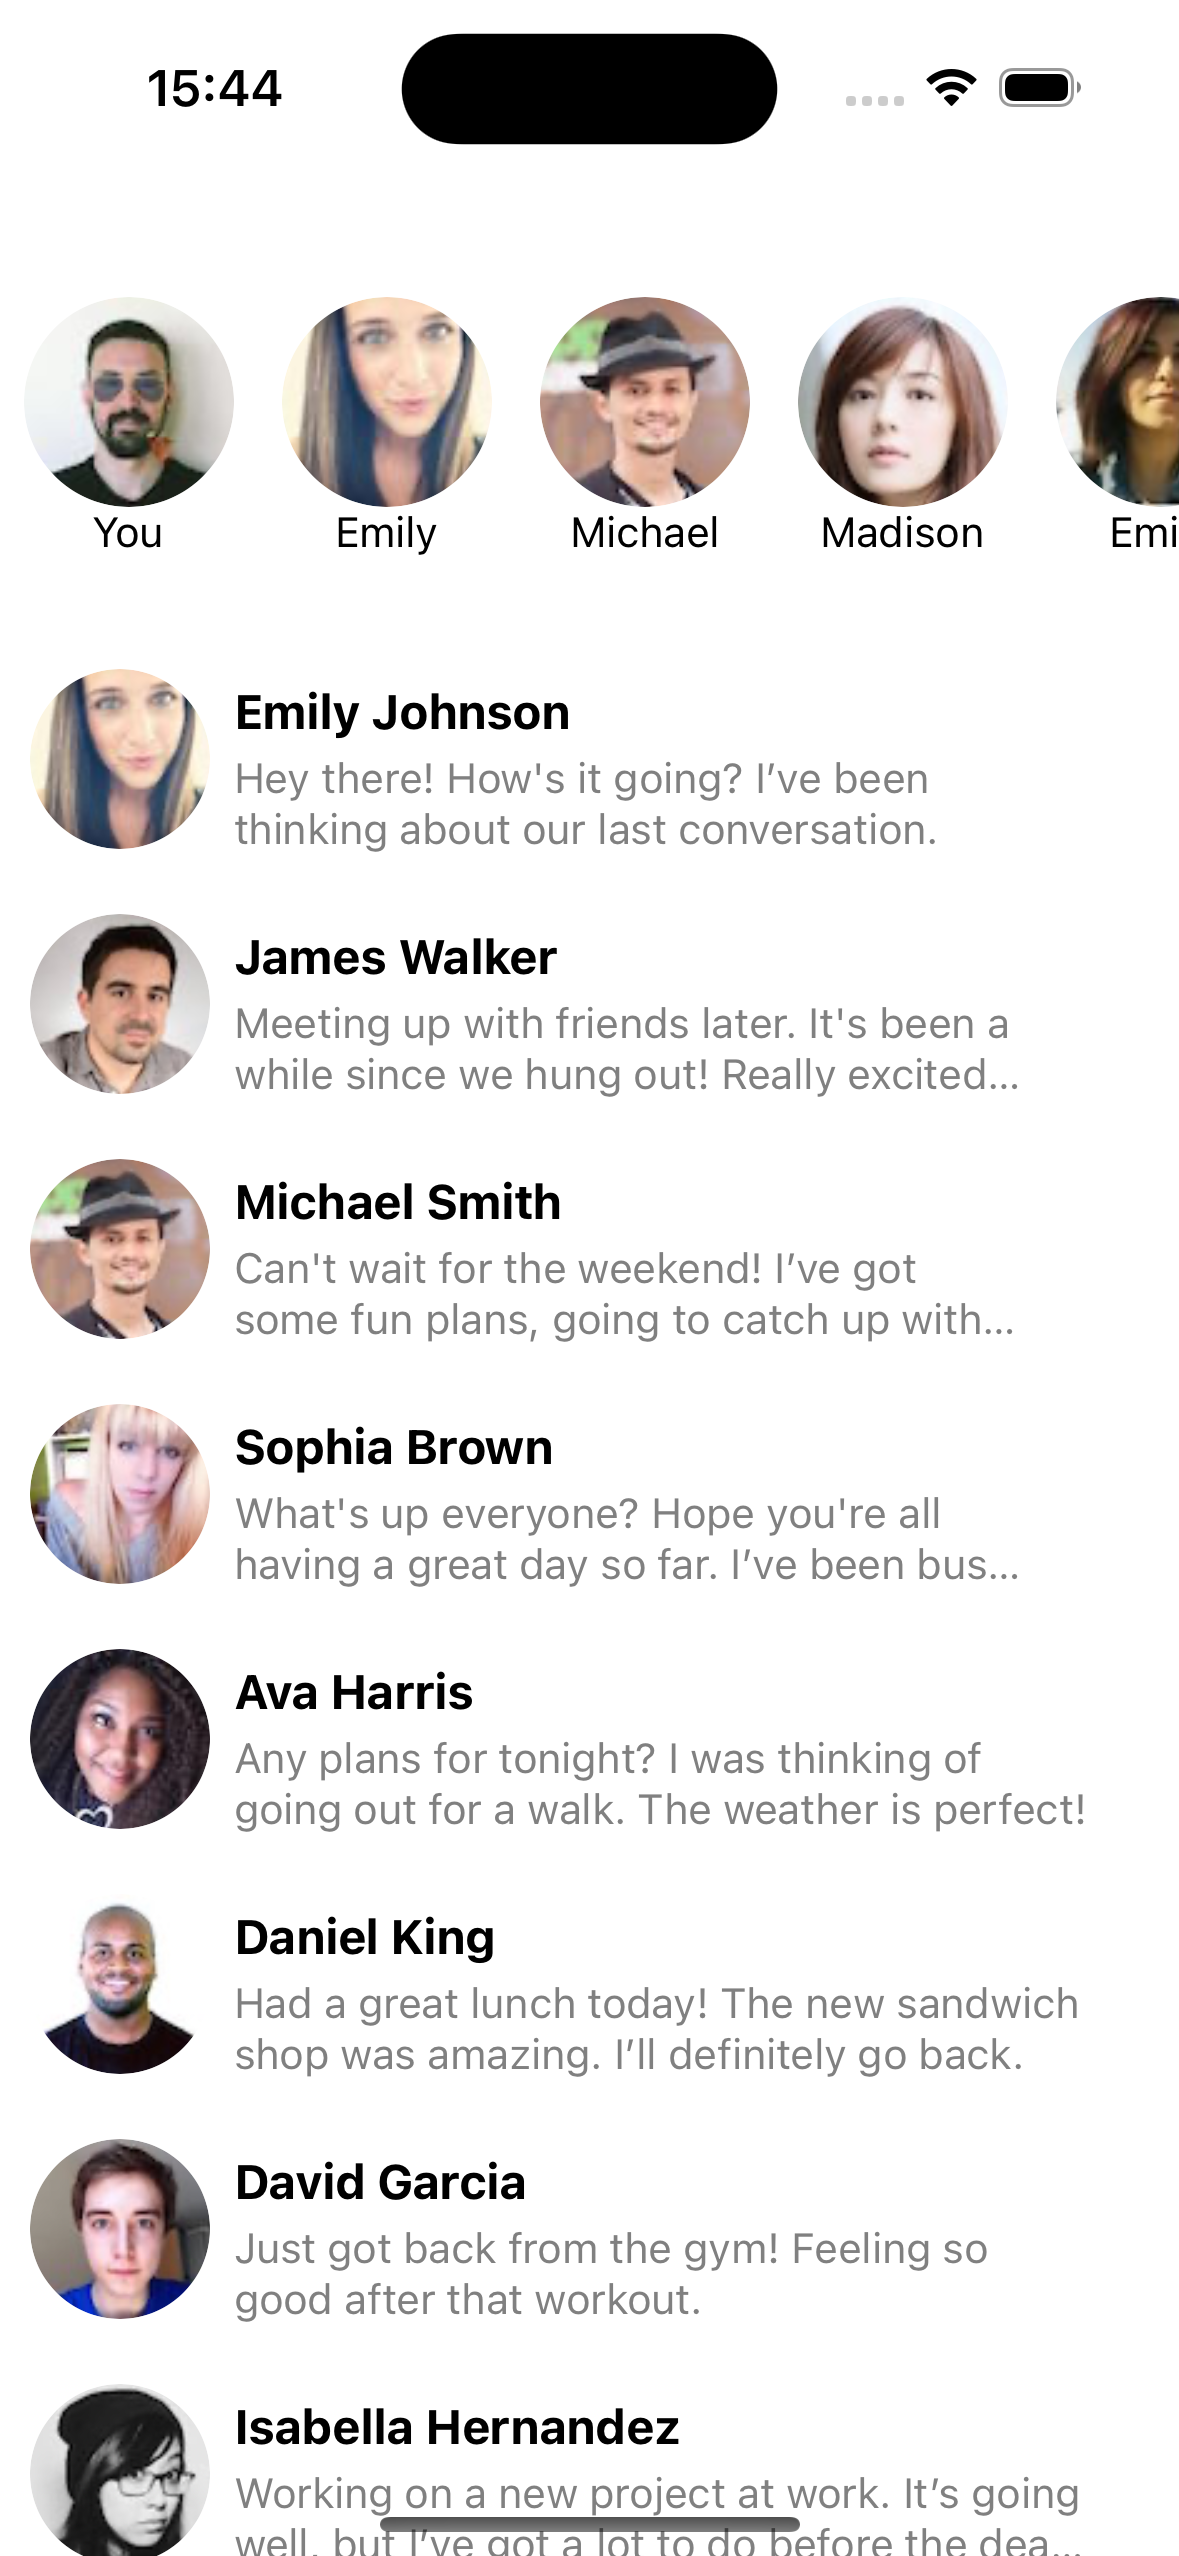 15:44
You
Emily
Michael
Madison
Emi
Emily Johnson
Hey there! How's it going? I’ve been
thinking about our last conversation.
James Walker
Meeting up with friends later. It's been a
while since we hung out! Really excited...
Michael Smith
Can't wait for the weekend! I’ve got
some fun plans, going to catch up with...
Sophia Brown
What's up everyone? Hope you're all
having a great day so far. I’ve been bus...
Ava Harris
Any plans for tonight? I was thinking of
going out for a walk. The weather is perfect!
Daniel King
Had a great lunch today! The new sandwich
shop was amazing. I’ll definitely go back.
David Garcia
Just got back from the gym! Feeling so
good after that workout.
Isabella Hernandez
Working on a new project at work. It’s going
well, but I’ve got a lot to do before the dea...